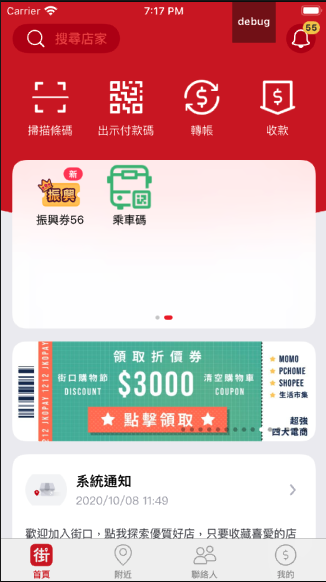 Carrier 7:17 PM
debug
搜尋店家
55
掃描條碼 出示付款碼 轉帳 收款
新
振興
振興券56 乘車碼
JKOPAY 1212 JKOPAY 1212
領取折價券
街口購物節 DISCOUNT
$3000
清空購物車 COUPON
點擊領取
MOMO
PCHOME
SHOPEE
生活市集
超強
四大電商
系統通知
2020/10/08 11:49
歡迎加入街口，點我探索優質好店，只要收藏喜愛的店
街
首頁 附近 聯絡人 我的